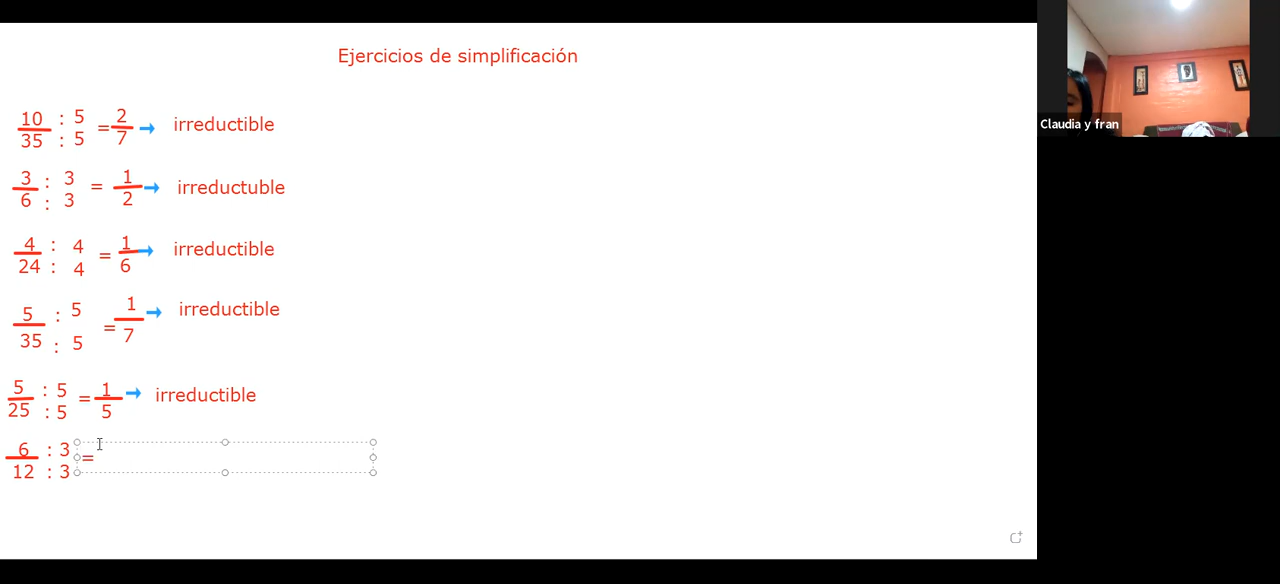 Ejercicios de simplificación
10 : 5 = 2
35 : 5 7 → irreductible
3 : 3 = 1
6 : 3 2 → irreductuble
4 : 4 = 1
24 : 4 6 → irreductible
5 : 5 = 1
35 : 5 7 → irreductible
5 : 5 = 1
25 : 5 5 → irreductible
6 : 3 =
12 : 3
Claudia y fran